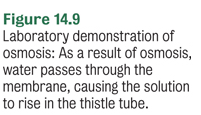 Figure 14.9
Laboratory demonstration of
osmosis: As a result of osmosis,
water passes through the
membrane, causing the solution
to rise in the thistle tube.